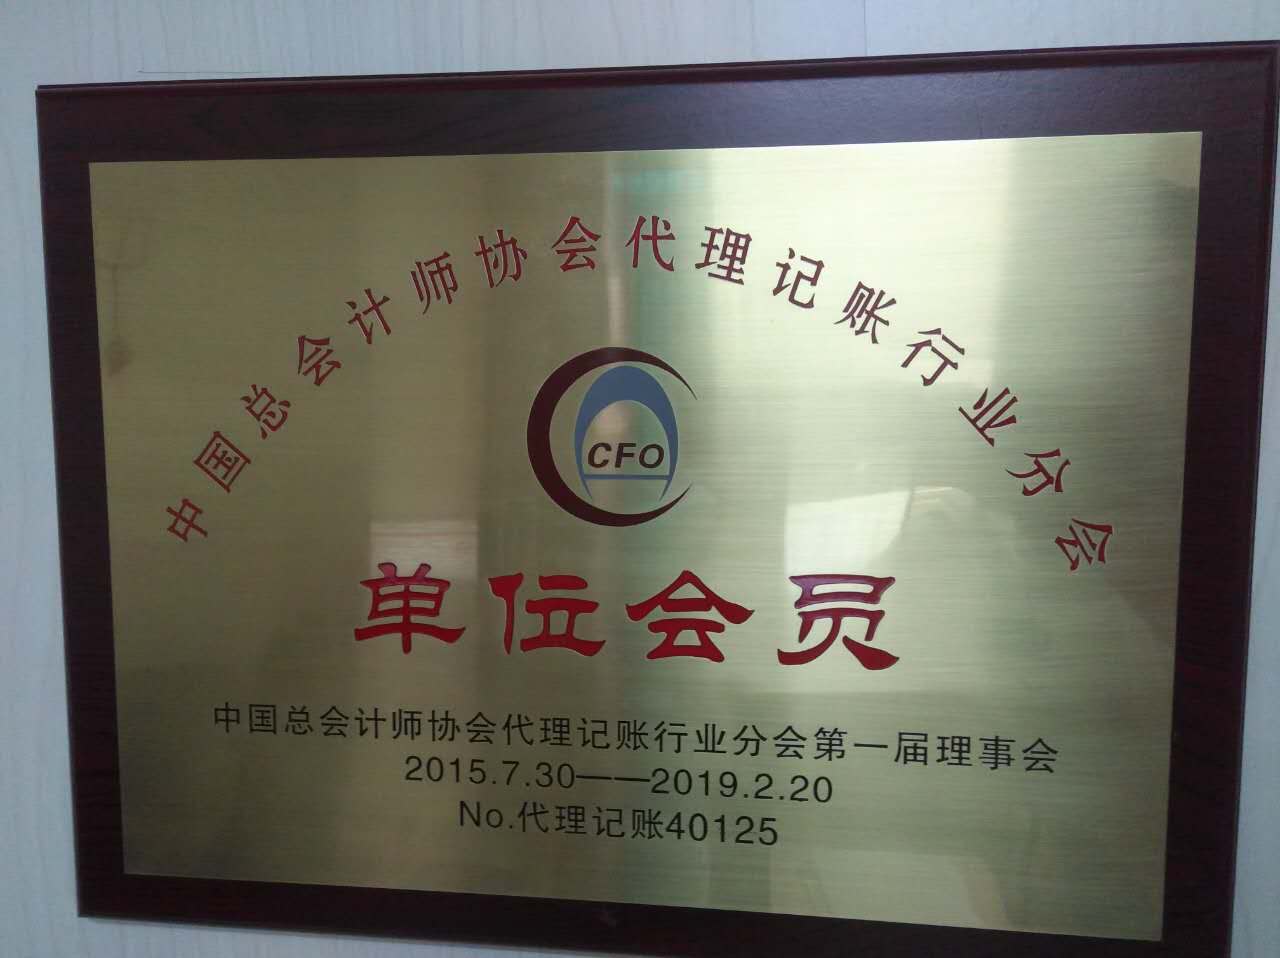 中国总会计师协会代理记账行业分会
CFO
单位会员
中国总会计师协会代理记账行业分会第一届理事会
2015.7.30——2019.2.20
No.代理记账40125